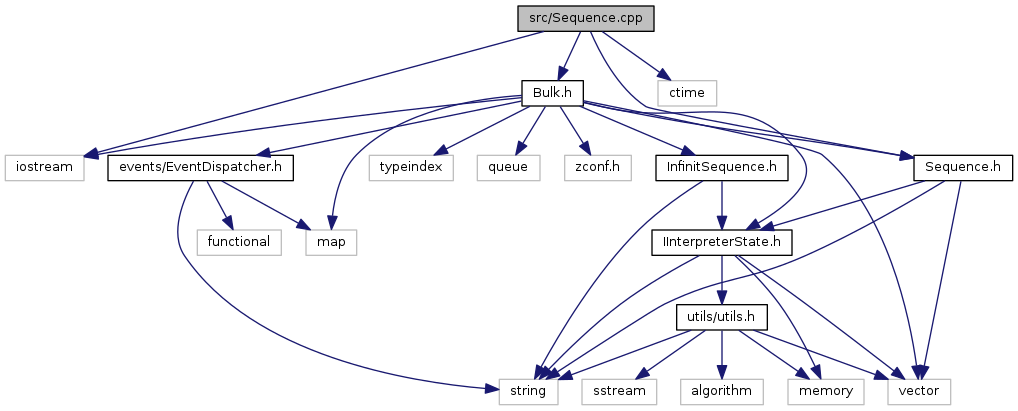 src/Sequence.cpp
Bulk.h
ctime
iostream
events/EventDispatcher.h
typeindex
queue
zconf.h
InfinitSequence.h
Sequence.h
functional
map
IInterpreterState.h
utils/utils.h
string
sstream
algorithm
memory
vector